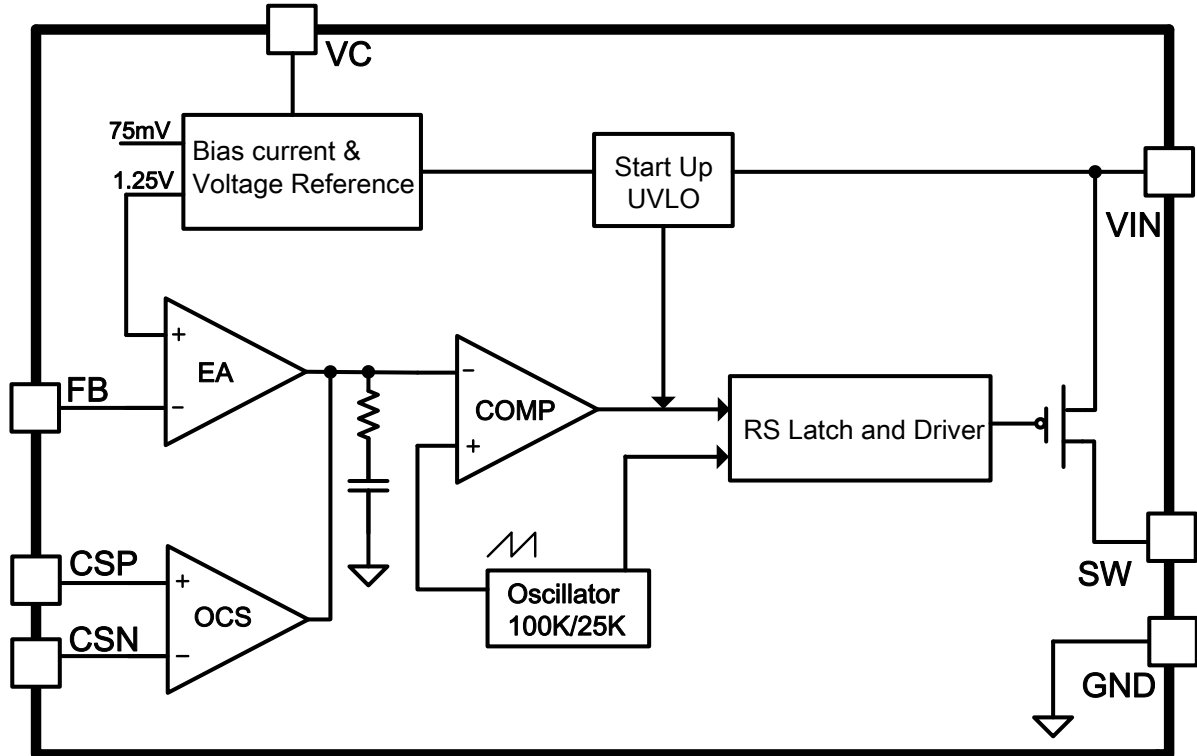 VC
75mV
Bias current &
Voltage Reference
1.25V
Start Up
UVLO
VIN
+
EA
-
FB
-
COMP
+
RS Latch and Driver
CSP
+
OCS
CSN
-
Oscillator
100K/25K
SW
GND